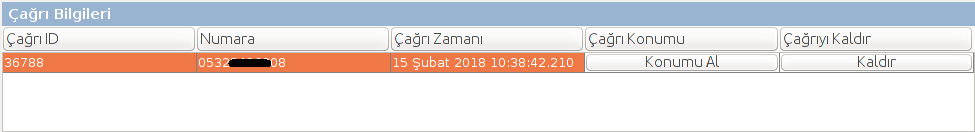 Çağrı Bilgileri
Çağrı ID Numara Çağrı Zamanı Çağrı Konumu Çağrıyı Kaldır
36788 0532 08 15 Şubat 2018 10:38:42.210 Konumu Al Kaldır